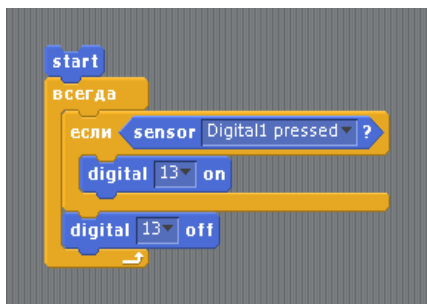 start
всегда
если sensor Digital1 pressed ?
digital 13 on
digital 13 off